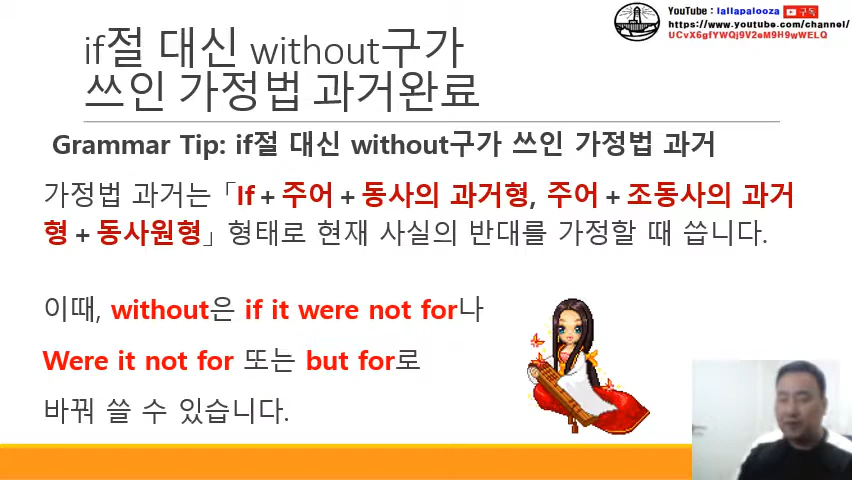 if절 대신 without구가
쓰인 가정법 과거완료
YouTube : lallapalooza 구독
https://www.youtube.com/channel/
UCvX6gfYWQj9V2eM9H9wWELQ
Grammar Tip: if절 대신 without구가 쓰인 가정법 과거
가정법 과거는 「If + 주어 + 동사의 과거형, 주어 + 조동사의 과거
형 + 동사원형」 형태로 현재 사실의 반대를 가정할 때 씁니다.
이때, without은 if it were not for나
Were it not for 또는 but for로
바꿔 쓸 수 있습니다.